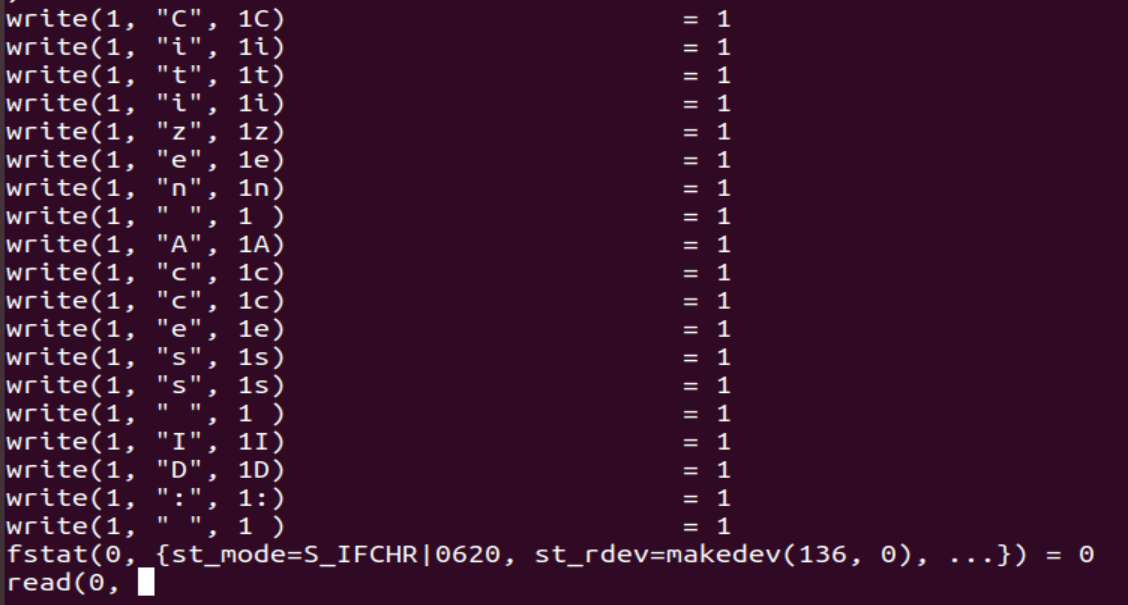 write(1, "C", 1C)                        = 1
write(1, "i", 1i)                        = 1
write(1, "t", 1t)                        = 1
write(1, "i", 1i)                        = 1
write(1, "z", 1z)                        = 1
write(1, "e", 1e)                        = 1
write(1, "n", 1n)                        = 1
write(1, " ", 1 )                        = 1
write(1, "A", 1A)                        = 1
write(1, "c", 1c)                        = 1
write(1, "c", 1c)                        = 1
write(1, "e", 1e)                        = 1
write(1, "s", 1s)                        = 1
write(1, "s", 1s)                        = 1
write(1, " ", 1 )                        = 1
write(1, "I", 1I)                        = 1
write(1, "D", 1D)                        = 1
write(1, ":", 1:)                        = 1
write(1, " ", 1 )                        = 1
fstat(0, {st_mode=S_IFCHR|0620, st_rdev=makedev(136, 0), ...}) = 0
read(0,